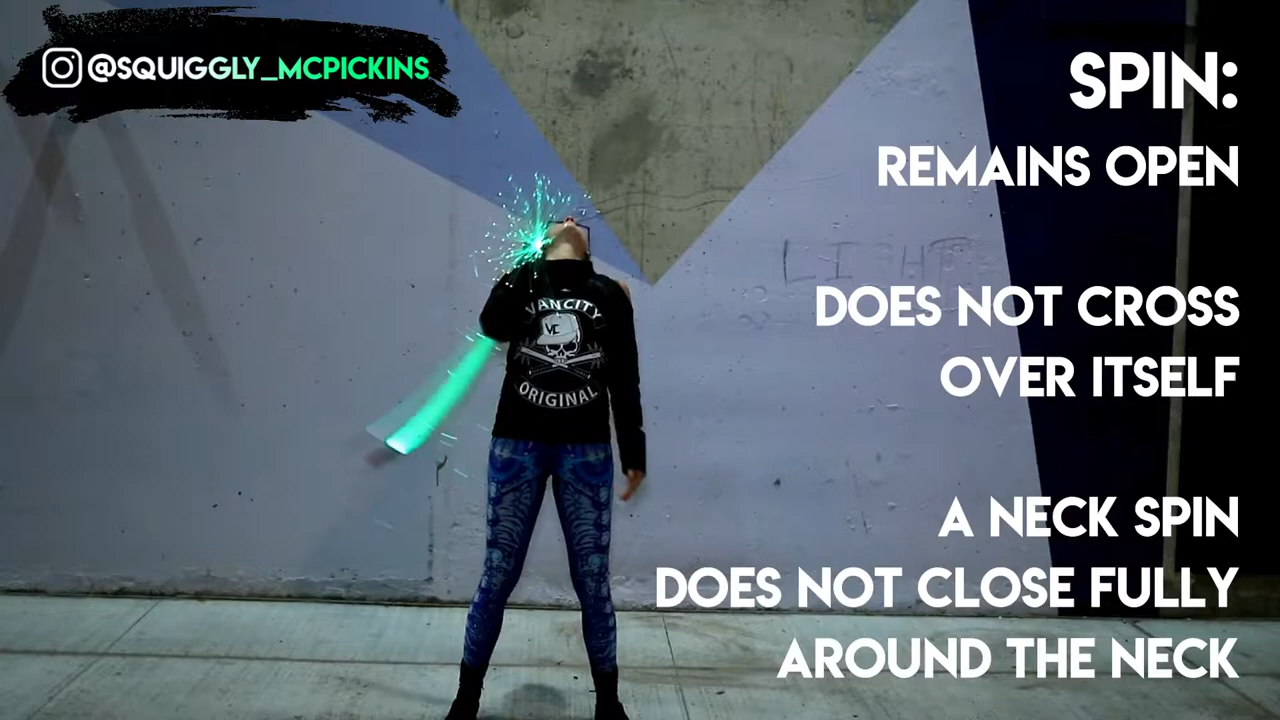 @SQUIGGLY_MCPICKINS
SPIN:
REMAINS OPEN
DOES NOT CROSS
OVER ITSELF
A NECK SPIN
DOES NOT CLOSE FULLY
AROUND THE NECK
LIGHT
VANCITY
VC
ORIGINAL